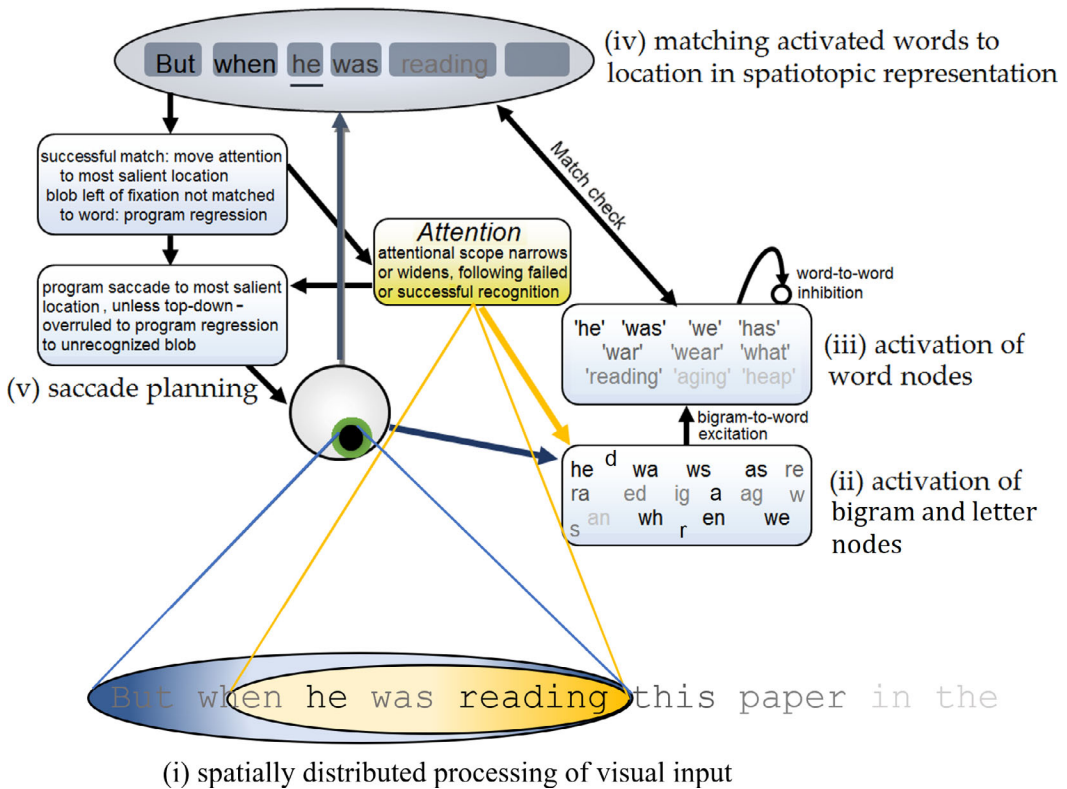 But when he was reading
(iv) matching activated words to
location in spatiotopic representation
successful match: move attention
to most salient location
blob left of fixation not matched
to word: program regression
Match check
Attention
attentional scope narrows
or widens, following failed
or successful recognition
program saccade to most salient
location, unless top-down-
overruled to program regression
to unrecognized blob
word-to-word
inhibition
'he' 'was' 'we' 'has'
'war' 'wear' 'what'
'reading' 'aging' 'heap'
(iii) activation of
word nodes
(v) saccade planning
bigram-to-word
excitation
he d wa ws as re
ra ed ig a ag w
s an wh r en we
(ii) activation of
bigram and letter
nodes
But when he was reading this paper in the
(i) spatially distributed processing of visual input